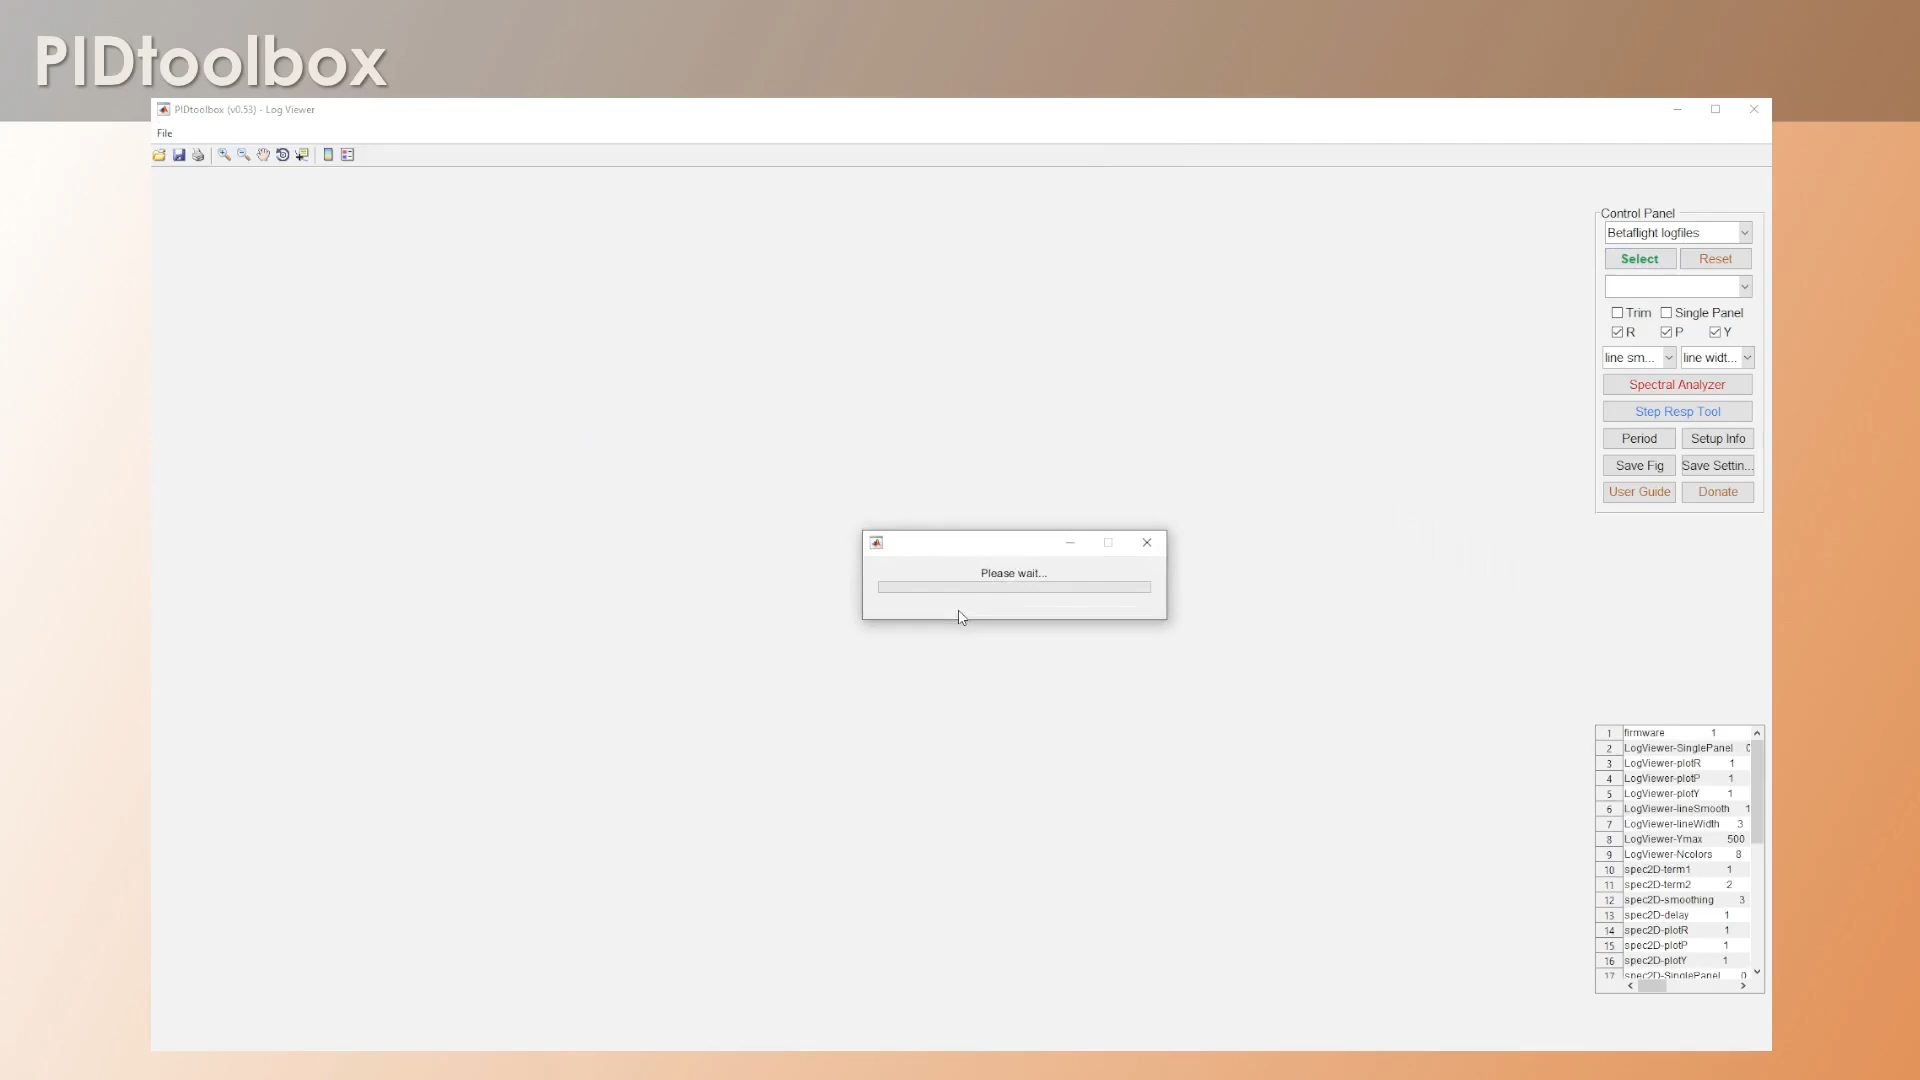 PIDtoolbox
PIDtoolbox (v0.53) - Log Viewer
File
Control Panel
Betaflight logfiles
Select
Reset
Trim
Single Panel
R
P
Y
line sm...
line widt...
Spectral Analyzer
Step Resp Tool
Period
Setup Info
Save Fig
Save Settin...
User Guide
Donate
Please wait...
1 firmware 1
2 LogViewer-SinglePanel 0
3 LogViewer-plotR 1
4 LogViewer-plotP 1
5 LogViewer-plotY 1
6 LogViewer-lineSmooth 1
7 LogViewer-lineWidth 3
8 LogViewer-Ymax 500
9 LogViewer-Ncolors 8
10 spec2D-term1 1
11 spec2D-term2 2
12 spec2D-smoothing 3
13 spec2D-delay 1
14 spec2D-plotR 1
15 spec2D-plotP 1
16 spec2D-plotY 1
17 spec2D-SinglePanel 0